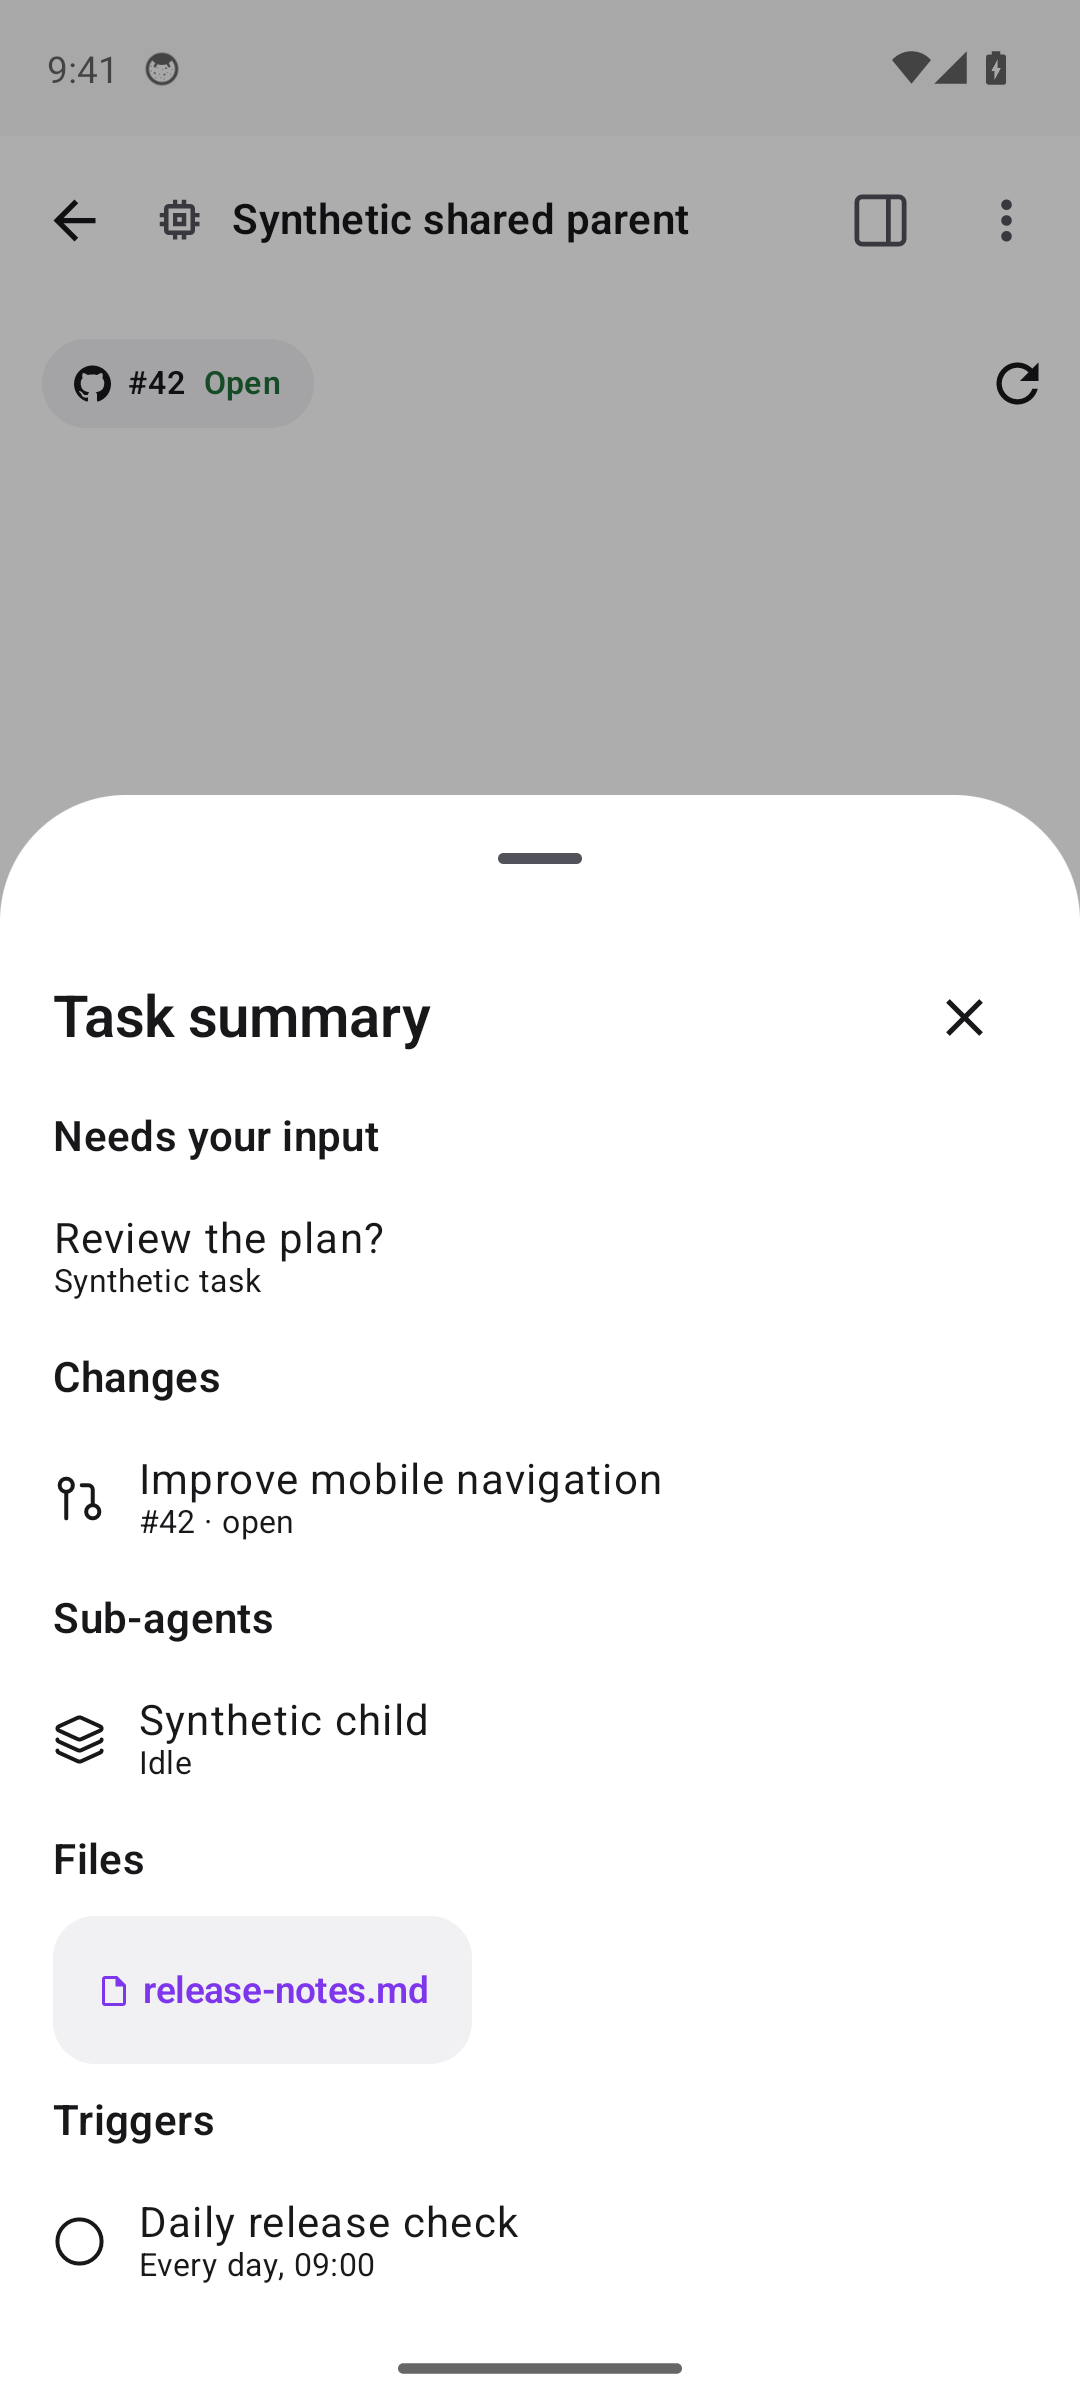 9:41
Synthetic shared parent
#42 Open
Task summary
Needs your input
Review the plan?
Synthetic task
Changes
Improve mobile navigation
#42 · open
Sub-agents
Synthetic child
Idle
Files
release-notes.md
Triggers
Daily release check
Every day, 09:00